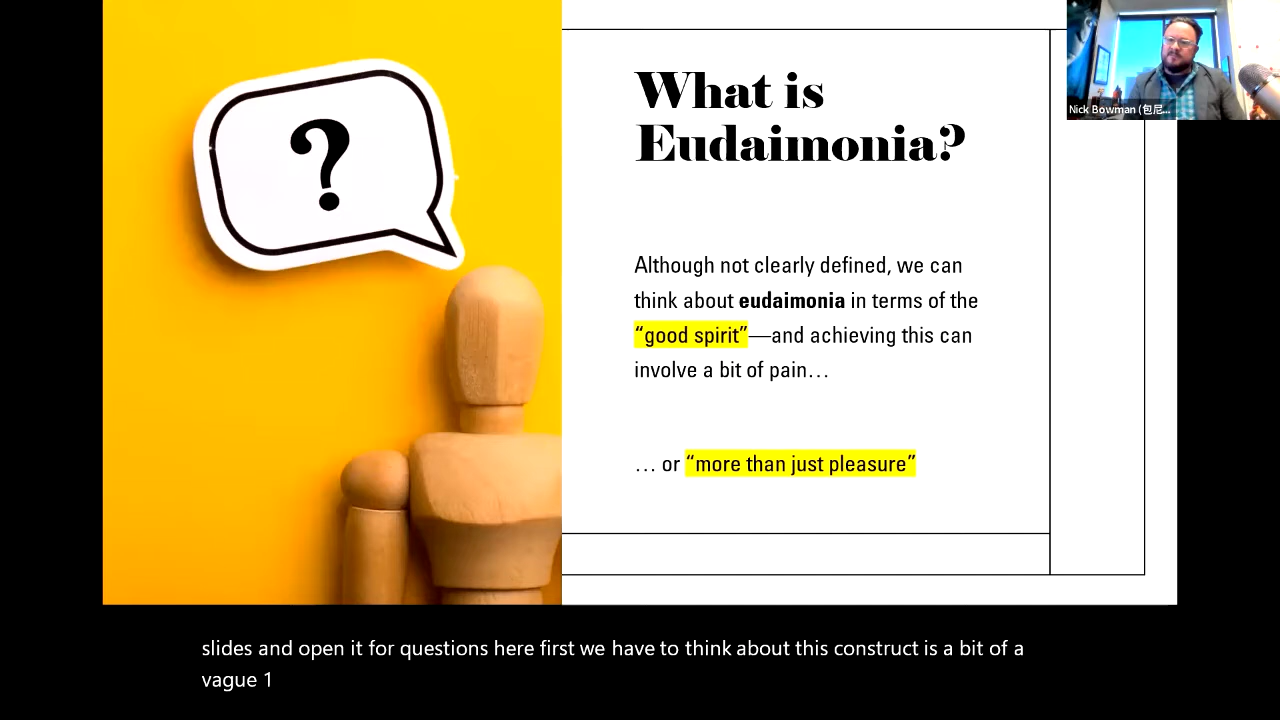 ?
What is
Eudaimonia?
Nick Bowman (包尼...
Although not clearly defined, we can
think about eudaimonia in terms of the
“good spirit”—and achieving this can
involve a bit of pain…
… or “more than just pleasure”
slides and open it for questions here first we have to think about this construct is a bit of a
vague 1